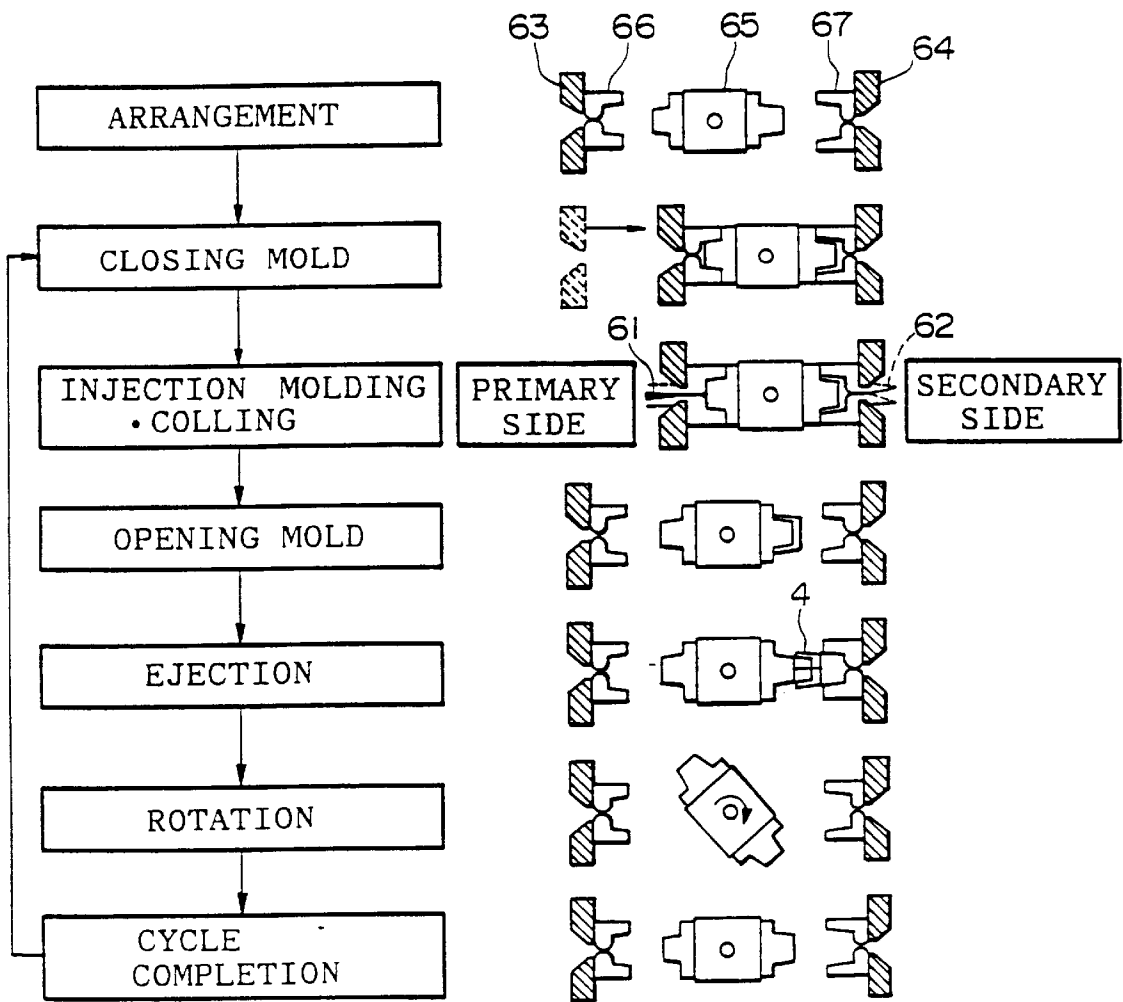 63 66 65 67 64
ARRANGEMENT
CLOSING MOLD
61 62
INJECTION MOLDING
• COLLING
PRIMARY
SIDE
SECONDARY
SIDE
OPENING MOLD
4
EJECTION
ROTATION
CYCLE
COMPLETION